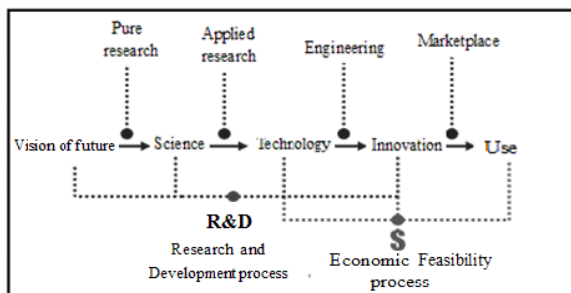 Pure
research
Applied
research
Engineering
Marketplace
Vision of future
Science
Technology
Innovation
Use
R&D
Research and
Development process
$
Economic Feasibility
process